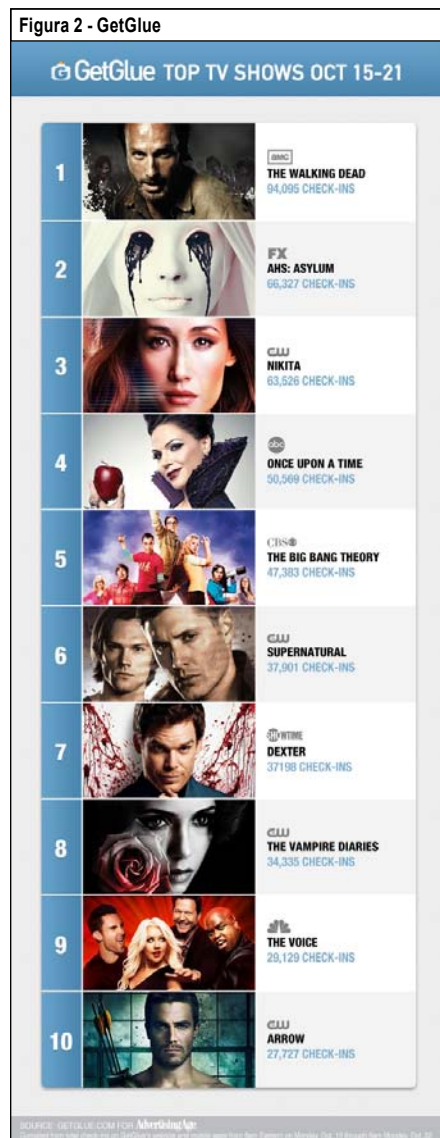 Figura 2 - GetGlue
GetGlue TOP TV SHOWS OCT 15-21
1
amc
THE WALKING DEAD
94,095 CHECK-INS
2
FX
AHS: ASYLUM
66,327 CHECK-INS
3
CW
NIKITA
63,526 CHECK-INS
4
abc
ONCE UPON A TIME
50,569 CHECK-INS
5
CBS
THE BIG BANG THEORY
47,383 CHECK-INS
6
CW
SUPERNATURAL
37,901 CHECK-INS
7
SHOWTIME
DEXTER
37198 CHECK-INS
8
CW
THE VAMPIRE DIARIES
34,335 CHECK-INS
9
THE VOICE
29,129 CHECK-INS
10
CW
ARROW
27,727 CHECK-INS
SOURCE: GETGLUE.COM FOR AdvertisingAge